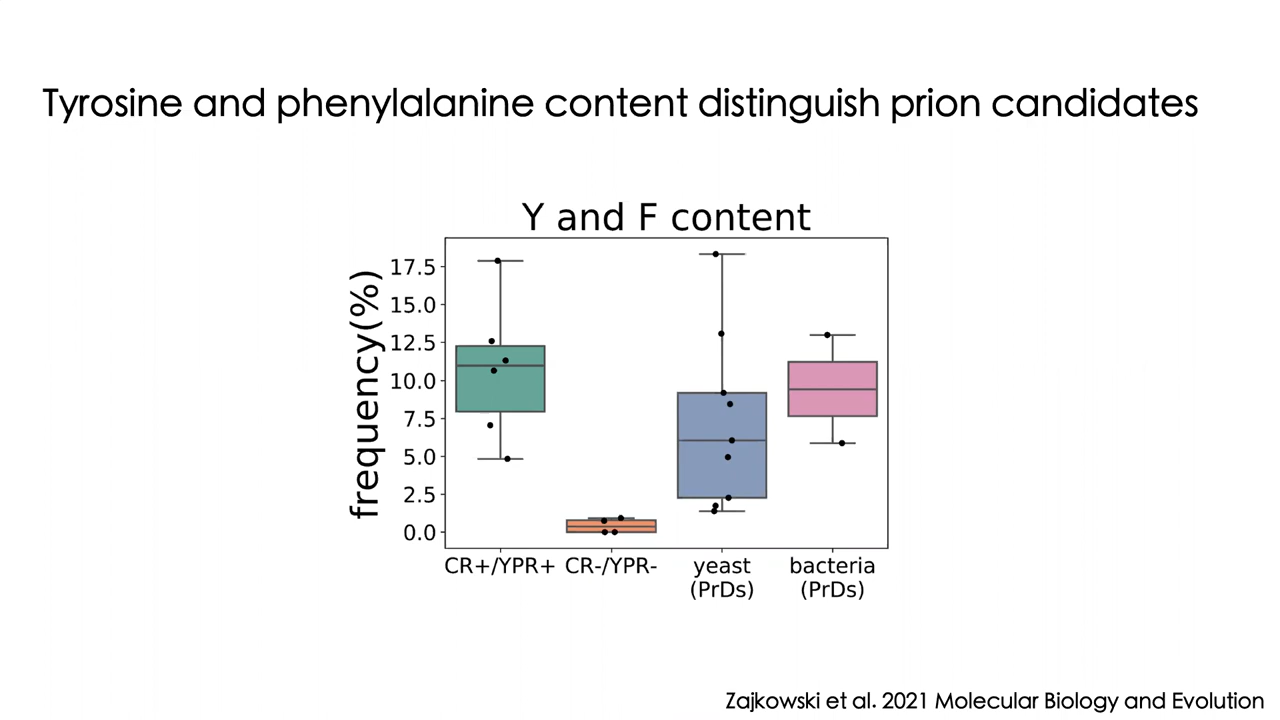 Tyrosine and phenylalanine content distinguish prion candidates
Y and F content
frequency(%)
17.5
15.0
12.5
10.0
7.5
5.0
2.5
0.0
CR+/YPR+ CR-/YPR- yeast bacteria
(PrDs) (PrDs)
Zajkowski et al. 2021 Molecular Biology and Evolution